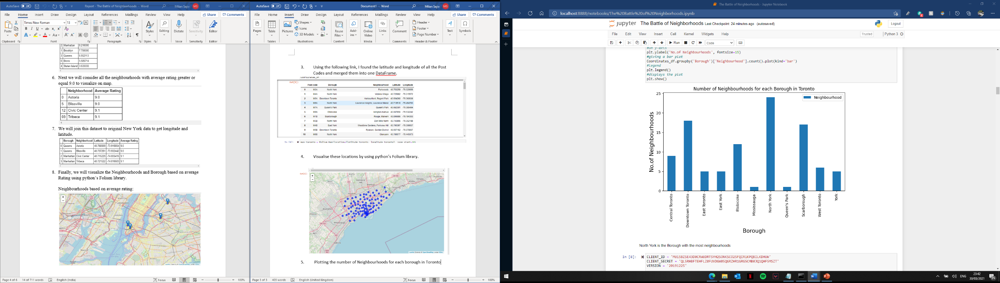 AutoSave Off Report - The Battle of Neighborhoods - Word Milan Sajiv MS
File Home Insert Draw Design Layout References Mailings Review View Help Share Comments
Times New Roman 13
Paste Styles Editing Dictate Sensitivity Editor
Clipboard Font Paragraph Styles Voice Sensitivity Editor
2 Manhattan 8.210000
1 Brooklyn 7.700000
3 Queens 6.552113
0 Bronx 5.505714
4 Staten Island 3.533333
6. Next we will consider all the neighbourhoods with average rating greater or
equal 9.0 to visualize on map.
Neighborhood Average Rating
0 Astoria 9.0
5 Blissville 9.0
12 Civic Center 9.1
69 Tribeca 9.1
7. We will join this dataset to original New York data to get longitude and
latitude.
Borough Neighborhood Latitude Longitude Average Rating
0 Queens Astoria 40.768509 -73.915654 9.0
1 Queens Blissville 40.737251 -73.932442 9.0
2 Manhattan Civic Center 40.715229 -74.005415 9.1
3 Manhattan Tribeca 40.721522 -74.010683 9.1
8. Finally, we will visualize the Neighbourhoods and Borough based on average
Rating using python's Folium library.
Neighbourhoods based on average rating:
Page 4 of 6 14 of 711 words English (India) Focus 100%
AutoSave Off Document1 - Word Milan Sajiv MS
File Home Insert Draw Design Layout References Mailings Review View Help Share Comments
Pages Table Pictures Shapes Icons 3D Models Reuse Files Add-ins Online Video Links Comment Header Footer Page Number Text Symbols
Tables Illustrations Content Media Comments Header & Footer
3. Using the following link, I found the latitude and longitude of all the Post
Codes and merged them into one DataFrame.
Coordinates_df
Out[5]:
Post code Borough Neighbourhood Latitude Longitude
0 M3A North York Parkwoods 43.753259 -79.329656
1 M4A North York Victoria Village 43.725882 -79.315572
2 M5A Downtown Toronto Harbourfront, Regent Park 43.654260 -79.360636
3 M6A North York Lawrence Heights, Lawrence Manor 43.718518 -79.464763
4 M7A Queen's Park Queen's Park 43.662301 -79.389494
5 M9A Etobicoke Islington Avenue 43.667856 -79.532242
6 M1B Scarborough Rouge, Malvern 43.806686 -79.194353
7 M3B North York Don Mills North 43.745906 -79.352188
8 M4B East York Woodbine Gardens, Parkview Hill 43.706397 -79.309937
9 M5B Downtown Toronto Ryerson, Garden District 43.657162 -79.378937
10 M6B North York Glencairn 43.709577 -79.445073
In [6]: map_toronto = folium.Map(location=[latitude_toronto, longitude_toronto], zoom_start=10)
4. Visualise these locations by using python's Folium library.
5. Plotting the number of Neighbourhoods for each borough in Toronto
Page 3 of 3 403 words English (United Kingdom) Focus 100%
The Battle of Neighborhoods - Jupyter Notebook
localhost:8888/notebooks/The%20Battle%20of%20Neighborhoods.ipynb
jupyter The Battle of Neighborhoods Last Checkpoint: 24 minutes ago (autosaved) Logout
File Edit View Insert Cell Kernel Widgets Help Trusted Python 3
Run Code
#On y-axis
plt.ylabel('No.of Neighbourhoods', fontsize=15)
#giving a bar plot
Coordinates_df.groupby('Borough')['Neighbourhood'].count().plot(kind='bar')
#legend
plt.legend()
#displays the plot
plt.show()
Number of Neighbourhoods for each Borough in Toronto
Neighbourhood
No.of Neighbourhoods
25
20
15
10
5
0
Central Toronto
Downtown Toronto
East Toronto
East York
Etobicoke
Mississauga
North York
Queen's Park
Scarborough
West Toronto
York
Borough
North York is the Borough with the most neighbourhoods
In [8]: CLIENT_ID = 'MU15BZSE43D0CRWUDRTSYH2SONKSCO25FQIR1KPQBILKDHUW'
CLIENT_SECRET = 'QL5RHBFTEHFLZ0FUVDGW05QGRZHR1GRG5CMB0JQ1QHF5MSZT'
VERSION = '20191225'
ENG 23:42
30/03/2021